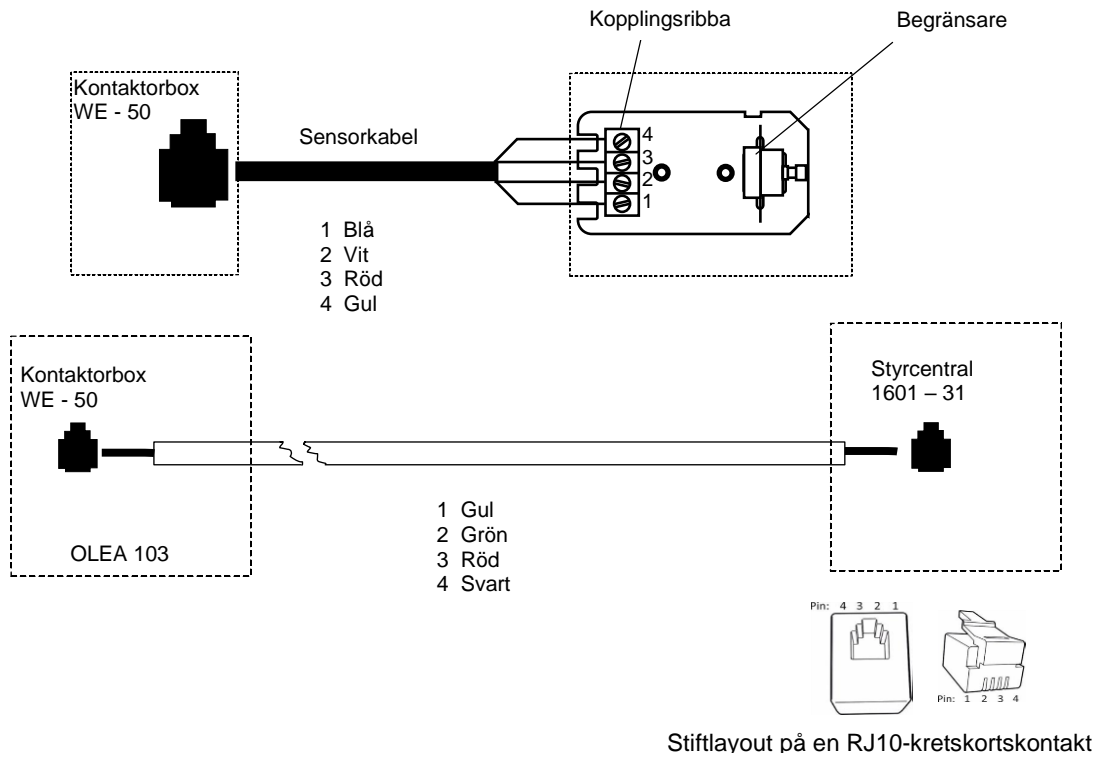 Kopplingsribba
Begränsare
Kontaktorbox
WE - 50
Sensorkabel
4
3
2
1
1 Blå
2 Vit
3 Röd
4 Gul
Kontaktorbox
WE - 50
OLEA 103
Styrcentral
1601 – 31
1 Gul
2 Grön
3 Röd
4 Svart
Pin: 4 3 2 1
Pin: 1 2 3 4
Stiftlayout på en RJ10-kretskortskontakt